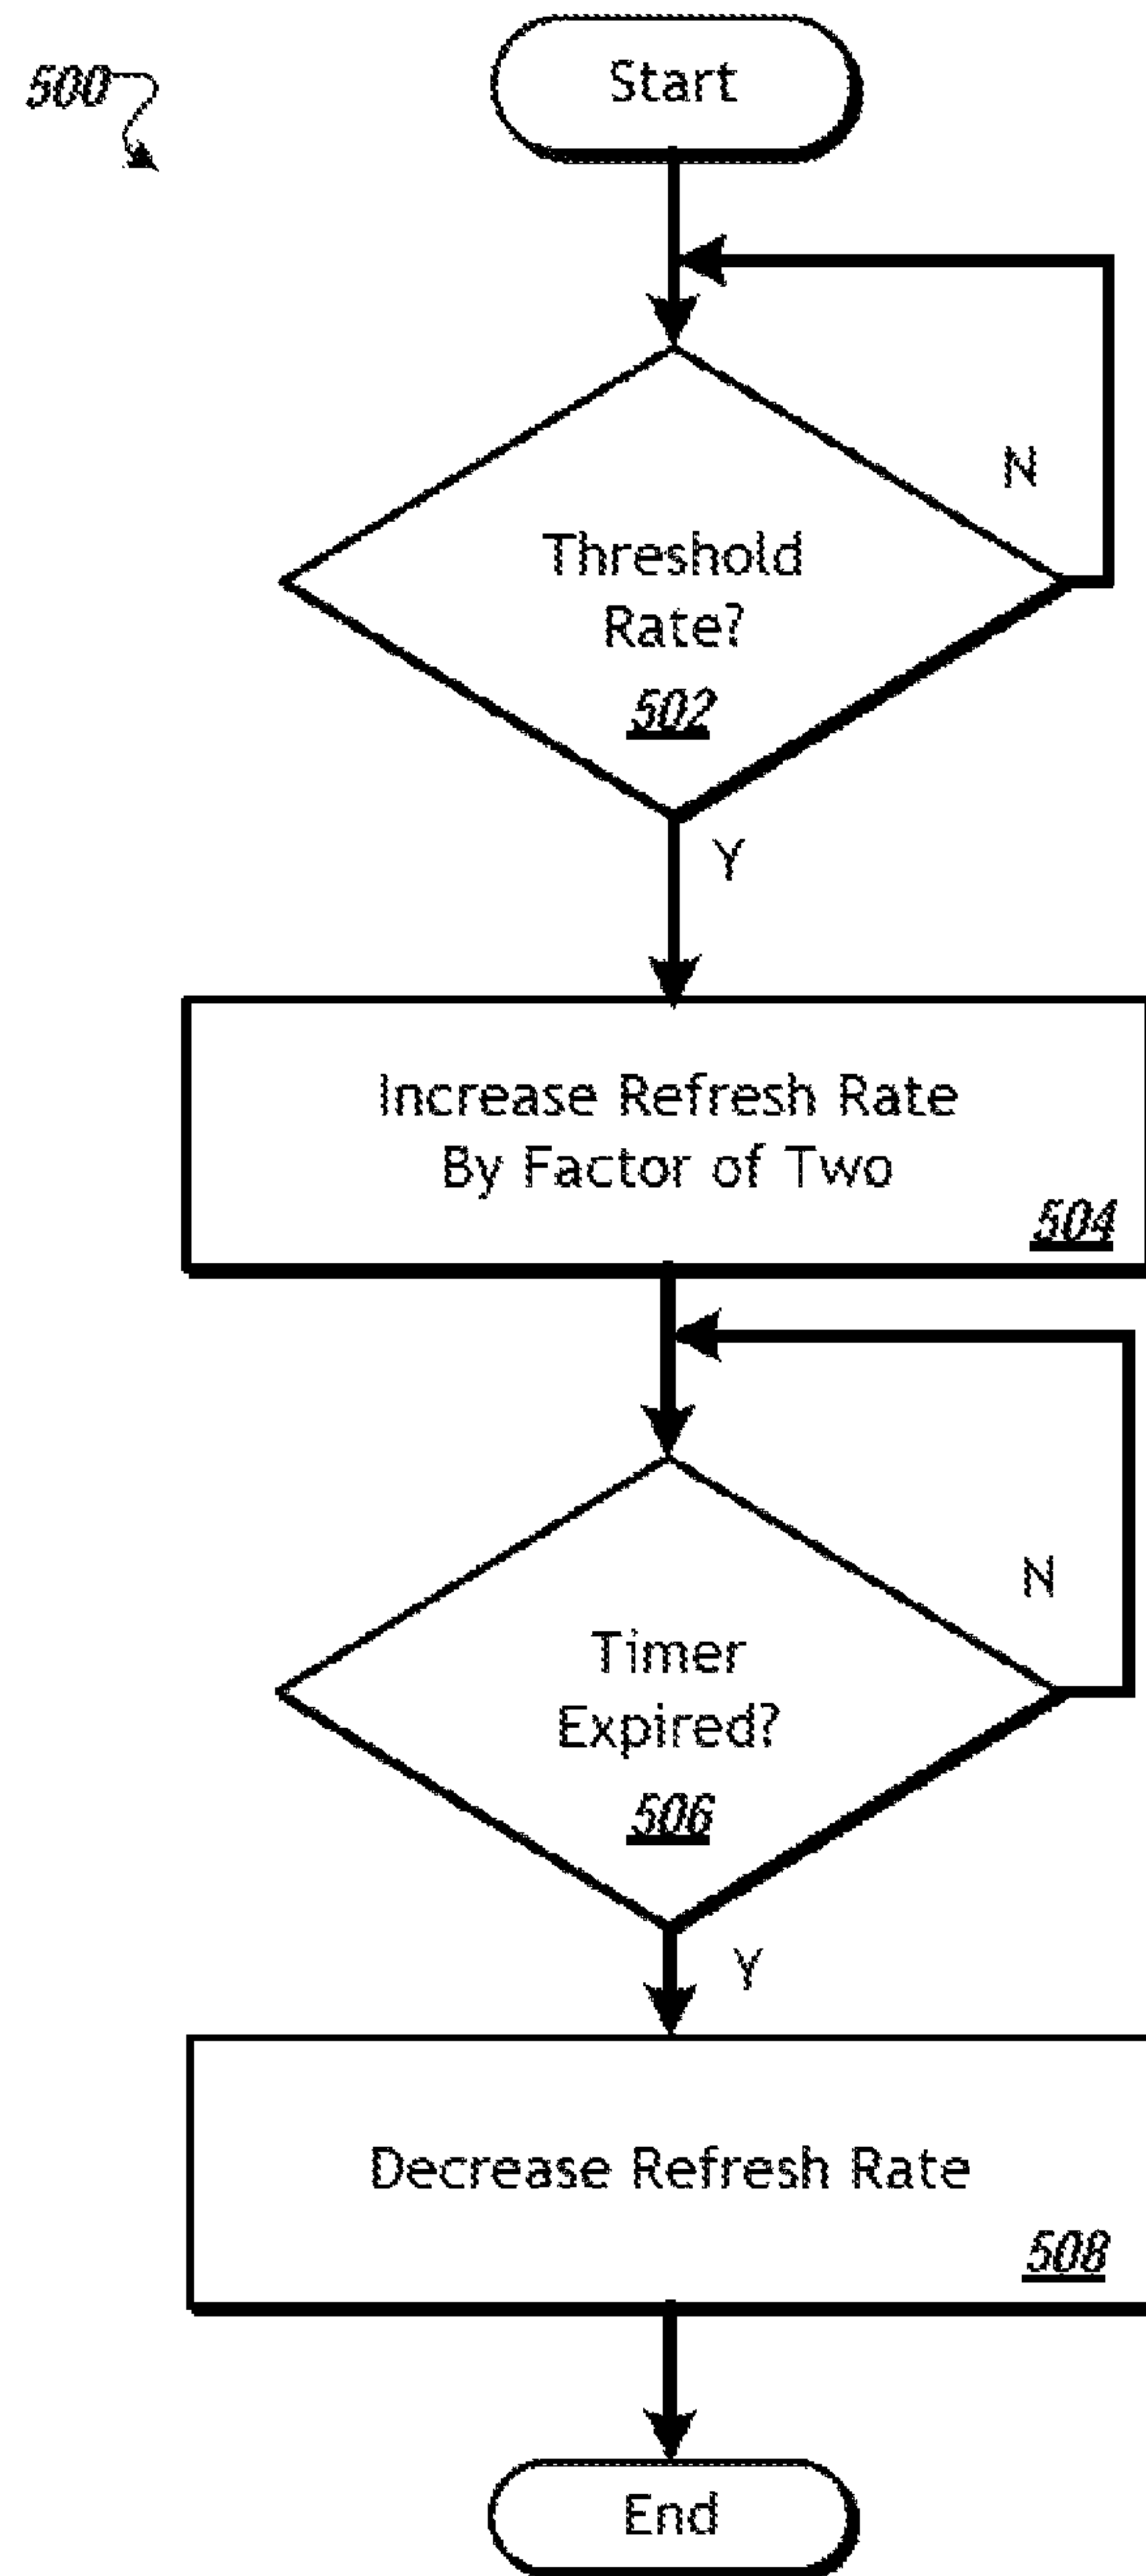 500
Start
N
Threshold
Rate?
502
Y
Increase Refresh Rate
By Factor of Two
504
N
Timer
Expired?
506
Y
Decrease Refresh Rate
508
End